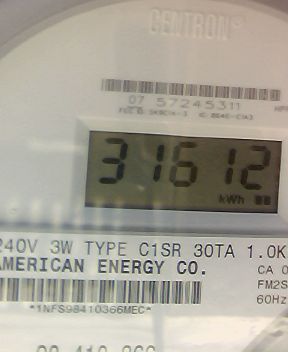 CENTRON®
07 57245311
31612
kWh
240V 3W TYPE C1SR 30TA 1.0K
AMERICAN ENERGY CO.
CA 0
FM2S
60Hz
*1NFS98410366MEC*